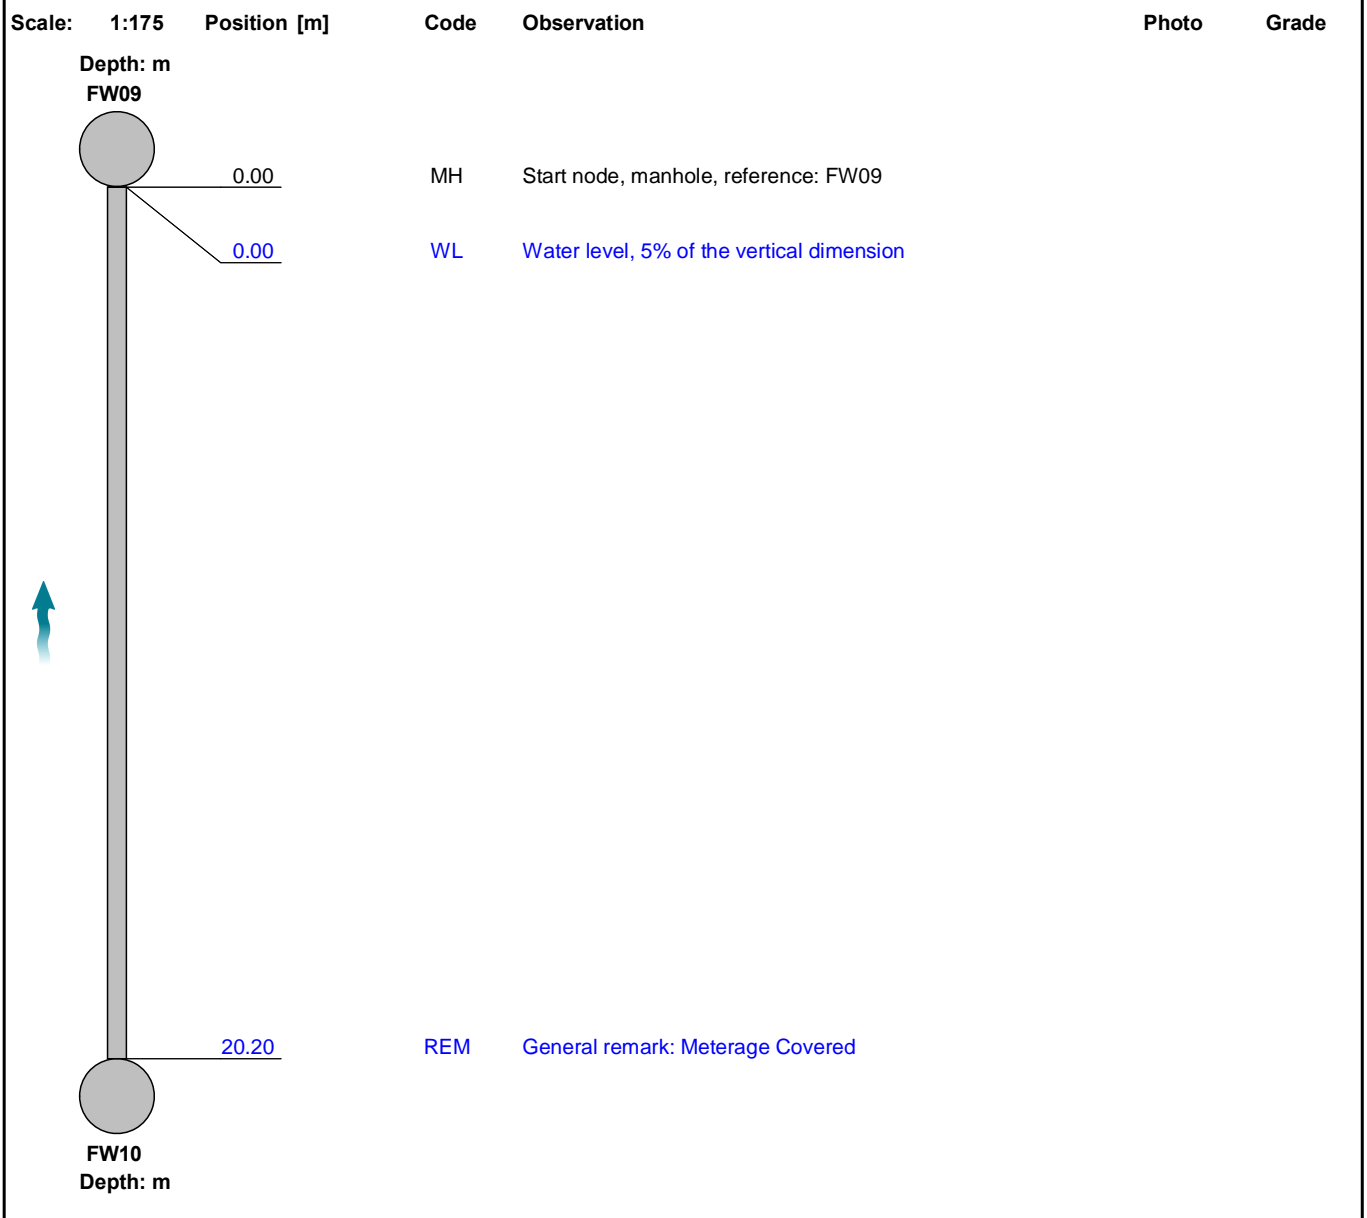 Scale: 1:175 Position [m] Code Observation Photo Grade
Depth: m
FW09
0.00 MH Start node, manhole, reference: FW09
0.00 WL Water level, 5% of the vertical dimension
20.20 REM General remark: Meterage Covered
FW10
Depth: m